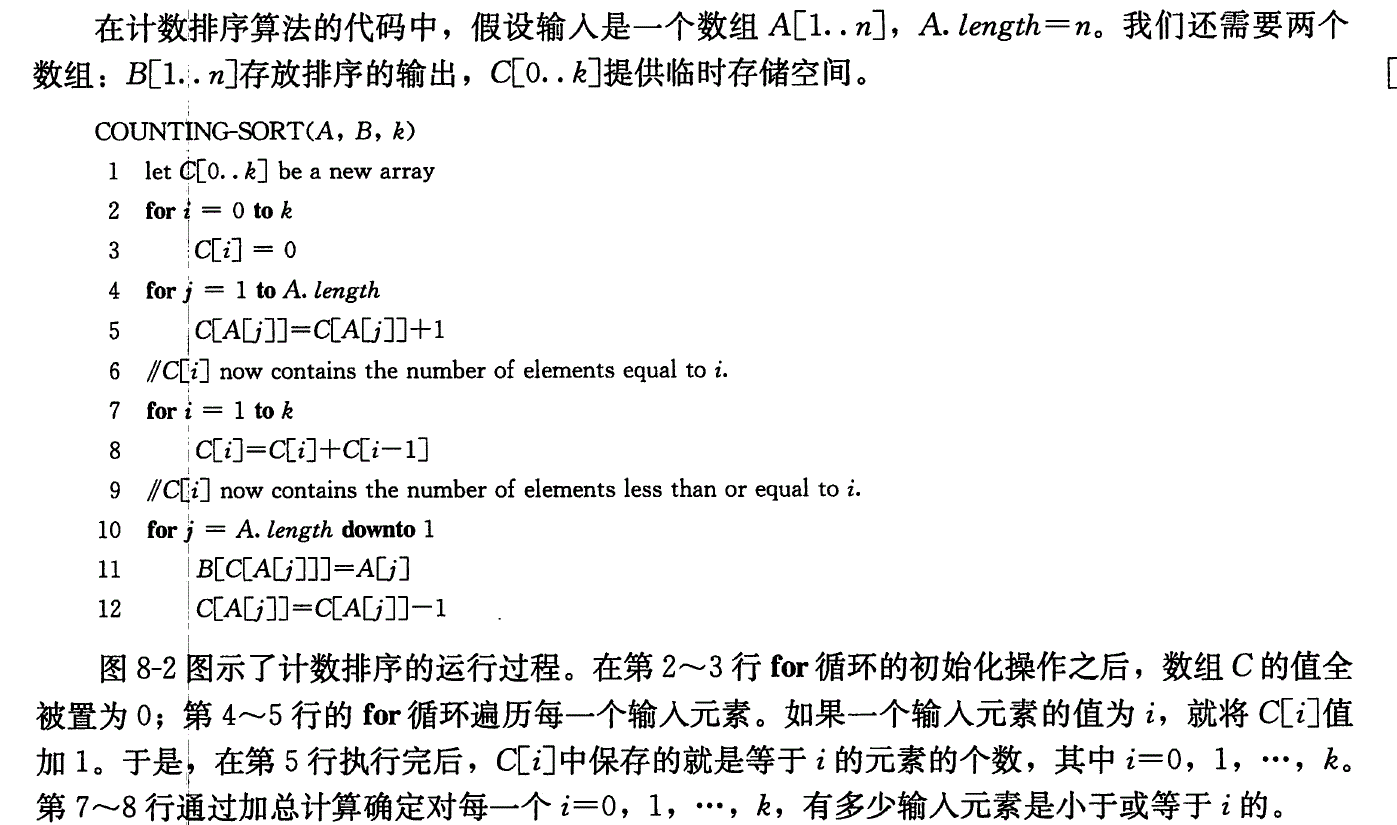 在计数排序算法的代码中，假设输入是一个数组 A[1..n]，A.length=n。我们还需要两个
数组：B[1..n]存放排序的输出，C[0..k]提供临时存储空间。
COUNTING-SORT(A, B, k)
1 let C[0..k] be a new array
2 for i = 0 to k
3 C[i] = 0
4 for j = 1 to A.length
5 C[A[j]]=C[A[j]]+1
6 //C[i] now contains the number of elements equal to i.
7 for i = 1 to k
8 C[i]=C[i]+C[i-1]
9 //C[i] now contains the number of elements less than or equal to i.
10 for j = A.length downto 1
11 B[C[A[j]]]=A[j]
12 C[A[j]]=C[A[j]]-1
图 8-2 图示了计数排序的运行过程。在第 2～3 行 for 循环的初始化操作之后，数组 C 的值全
被置为 0；第 4～5 行的 for 循环遍历每一个输入元素。如果一个输入元素的值为 i，就将 C[i]值
加 1。于是，在第 5 行执行完后，C[i]中保存的就是等于 i 的元素的个数，其中 i=0，1，…，k。
第 7～8 行通过加总计算确定对每一个 i=0，1，…，k，有多少输入元素是小于或等于 i 的。